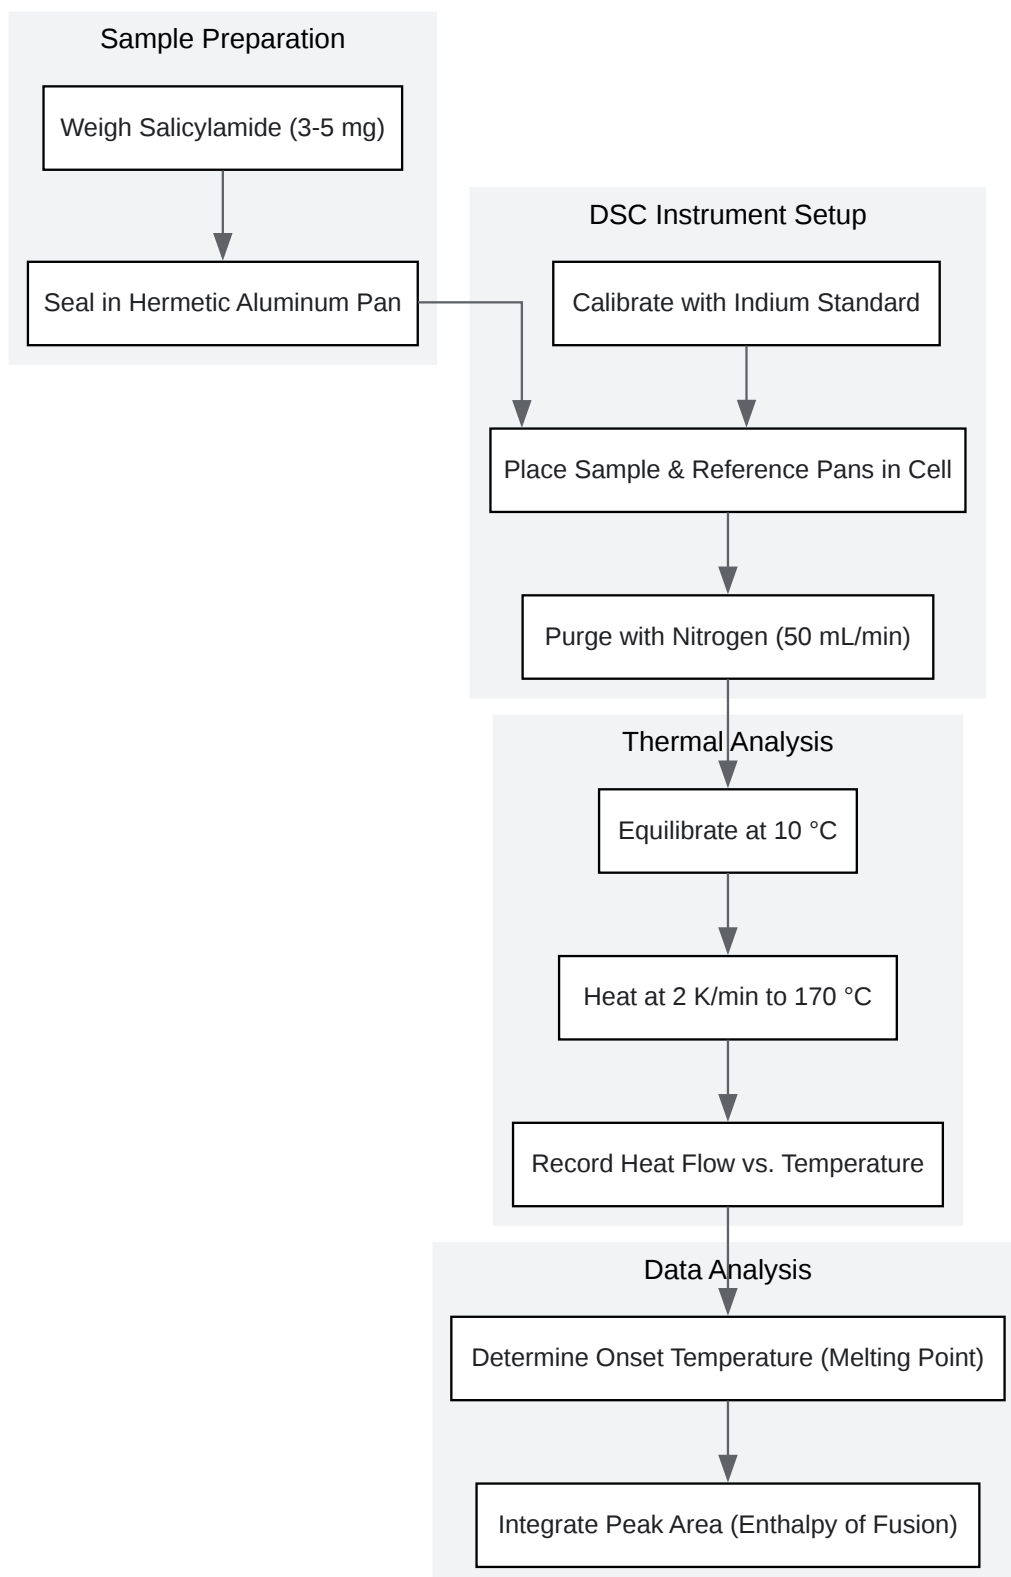 Sample Preparation
Weigh Salicylamide (3-5 mg)
Seal in Hermetic Aluminum Pan
DSC Instrument Setup
Calibrate with Indium Standard
Place Sample & Reference Pans in Cell
Purge with Nitrogen (50 mL/min)
Thermal Analysis
Equilibrate at 10 °C
Heat at 2 K/min to 170 °C
Record Heat Flow vs. Temperature
Data Analysis
Determine Onset Temperature (Melting Point)
Integrate Peak Area (Enthalpy of Fusion)